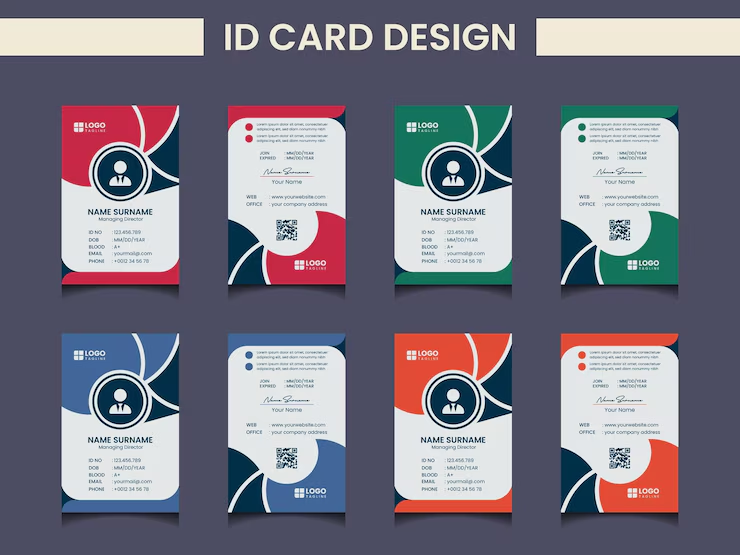 ID CARD DESIGN
LOGO
TAGLINE
NAME SURNAME
Managing Director
ID NO : 123.456.789
DOB : MM/DD/YEAR
BLOOD : A+
EMAIL : yourmail@.com
PHONE : +0012 34 56 78
Lorem ipsum dolor sit amet, consectetuer
adipiscing elit, sed diam nonummy nibh
Lorem ipsum dolor sit amet, consectetuer
adipiscing elit, sed diam nonummy nibh
JOIN : MM/DD/YEAR
EXPIRED : MM/DD/YEAR
Name Surname
Your Name
WEB : www.yourwebsite.com
OFFICE : your company address
LOGO
TAGLINE
LOGO
TAGLINE
NAME SURNAME
Managing Director
ID NO : 123.456.789
DOB : MM/DD/YEAR
BLOOD : A+
EMAIL : yourmail@.com
PHONE : +0012 34 56 78
Lorem ipsum dolor sit amet, consectetuer
adipiscing elit, sed diam nonummy nibh
Lorem ipsum dolor sit amet, consectetuer
adipiscing elit, sed diam nonummy nibh
JOIN : MM/DD/YEAR
EXPIRED : MM/DD/YEAR
Name Surname
Your Name
WEB : www.yourwebsite.com
OFFICE : your company address
LOGO
TAGLINE
LOGO
TAGLINE
NAME SURNAME
Managing Director
ID NO : 123.456.789
DOB : MM/DD/YEAR
BLOOD : A+
EMAIL : yourmail@.com
PHONE : +0012 34 56 78
Lorem ipsum dolor sit amet, consectetuer
adipiscing elit, sed diam nonummy nibh
Lorem ipsum dolor sit amet, consectetuer
adipiscing elit, sed diam nonummy nibh
JOIN : MM/DD/YEAR
EXPIRED : MM/DD/YEAR
Name Surname
Your Name
WEB : www.yourwebsite.com
OFFICE : your company address
LOGO
TAGLINE
LOGO
TAGLINE
NAME SURNAME
Managing Director
ID NO : 123.456.789
DOB : MM/DD/YEAR
BLOOD : A+
EMAIL : yourmail@.com
PHONE : +0012 34 56 78
Lorem ipsum dolor sit amet, consectetuer
adipiscing elit, sed diam nonummy nibh
Lorem ipsum dolor sit amet, consectetuer
adipiscing elit, sed diam nonummy nibh
JOIN : MM/DD/YEAR
EXPIRED : MM/DD/YEAR
Name Surname
Your Name
WEB : www.yourwebsite.com
OFFICE : your company address
LOGO
TAGLINE